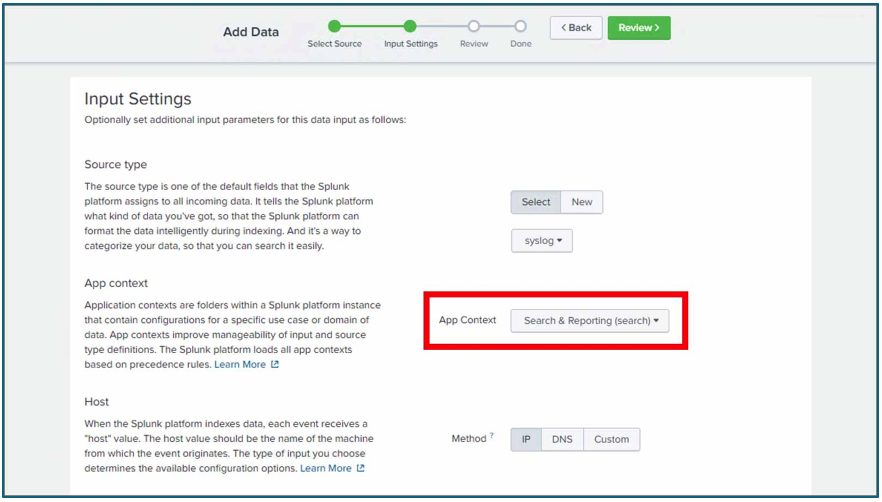 Add Data
Select Source
Input Settings
Review
Done
< Back
Review >
Input Settings
Optionally set additional input parameters for this data input as follows:
Source type
The source type is one of the default fields that the Splunk
platform assigns to all incoming data. It tells the Splunk platform
what kind of data you've got, so that the Splunk platform can
format the data intelligently during indexing. And it's a way to
categorize your data, so that you can search it easily.
Select
New
syslog
App context
Application contexts are folders within a Splunk platform instance
that contain configurations for a specific use case or domain of
data. App contexts improve manageability of input and source
type definitions. The Splunk platform loads all app contexts
based on precedence rules. Learn More
App Context
Search & Reporting (search)
Host
When the Splunk platform indexes data, each event receives a
"host" value. The host value should be the name of the machine
from which the event originates. The type of input you choose
determines the available configuration options. Learn More
Method ?
IP
DNS
Custom